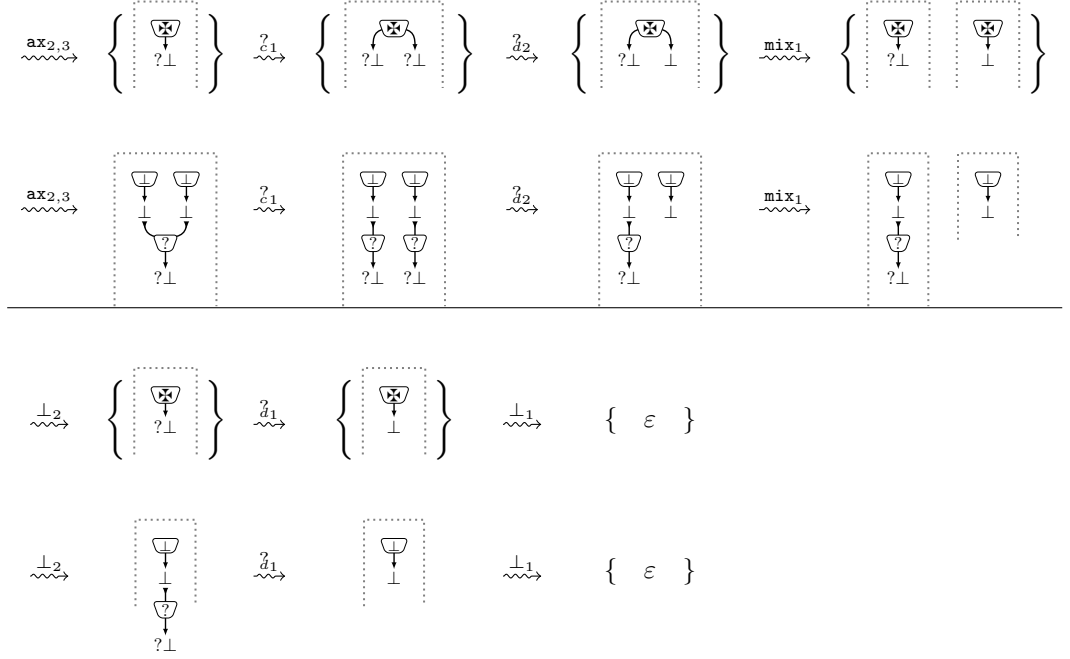 ax2,3 { ✠ ?⊥ } ?c1 { ✠ ?⊥ ?⊥ } ?d2 { ✠ ?⊥ ⊥ } mix1 { ✠ ?⊥ ✠ ⊥ }
ax2,3 ⊥ ⊥ ?c1 ⊥ ⊥ ?d2 ⊥ ⊥ mix1 ⊥ ⊥
⊥ ⊥ ⊥ ⊥ ⊥ ⊥ ⊥ ⊥
? ? ? ? ?
?⊥ ?⊥ ?⊥ ?⊥ ?⊥
⊥2 { ✠ ?⊥ } ?d1 { ✠ ⊥ } ⊥1 { ε }
⊥2 ⊥ ?d1 ⊥ ⊥1 { ε }
⊥ ⊥
?
?⊥